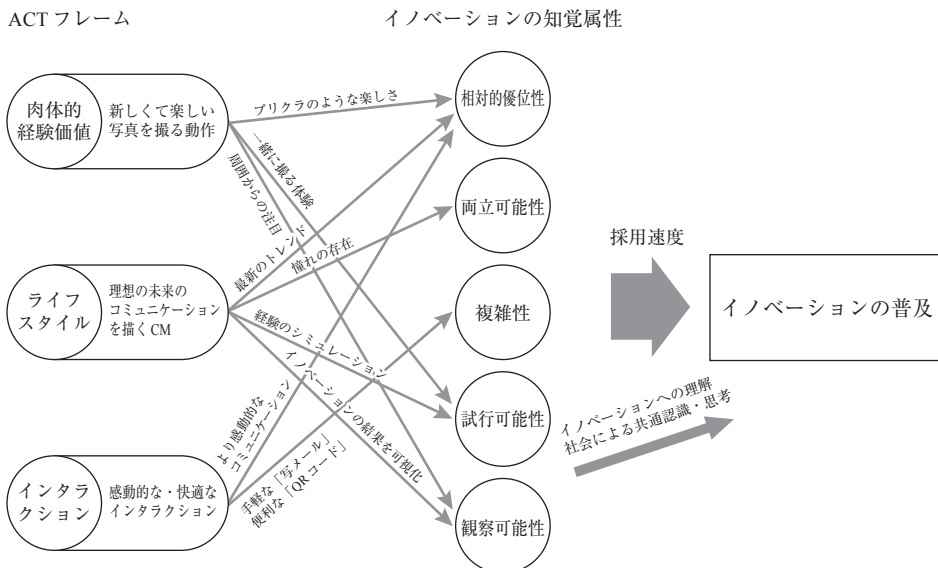 ACTフレーム
イノベーションの知覚属性
肉体的
経験価値
新しくて楽しい
写真を撮る動作
ライフ
スタイル
理想の未来の
コミュニケーション
を描くCM
インタラ
クション
感動的な・快適な
インタラクション
プリクラのような楽しさ
一緒に撮る体験
周囲からの注目
最新のトレンド
憧れの存在
経験のシミュレーション
イノベーションの結果を可視化
より感動的な
コミュニケーション
手軽な「写メール」
便利な「QRコード」
相対的優位性
両立可能性
複雑性
試行可能性
観察可能性
採用速度
イノベーションへの理解
社会による共通認識・思考
イノベーションの普及